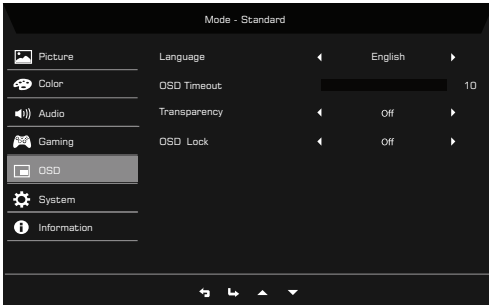 Mode - Standard
Picture
Language English
Color
OSD Timeout 10
Audio
Transparency Off
Gaming
OSD Lock Off
OSD
System
Information